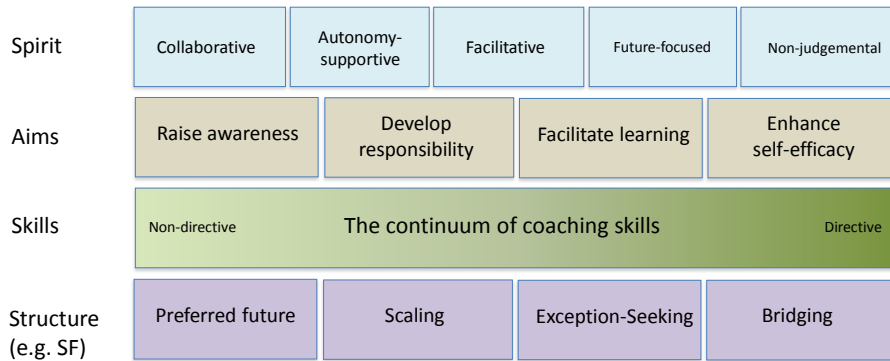 Spirit
Collaborative
Autonomy-
supportive
Facilitative
Future-focused
Non-judgemental
Aims
Raise awareness
Develop
responsibility
Facilitate learning
Enhance
self-efficacy
Skills
Non-directive
The continuum of coaching skills
Directive
Structure
(e.g. SF)
Preferred future
Scaling
Exception-Seeking
Bridging